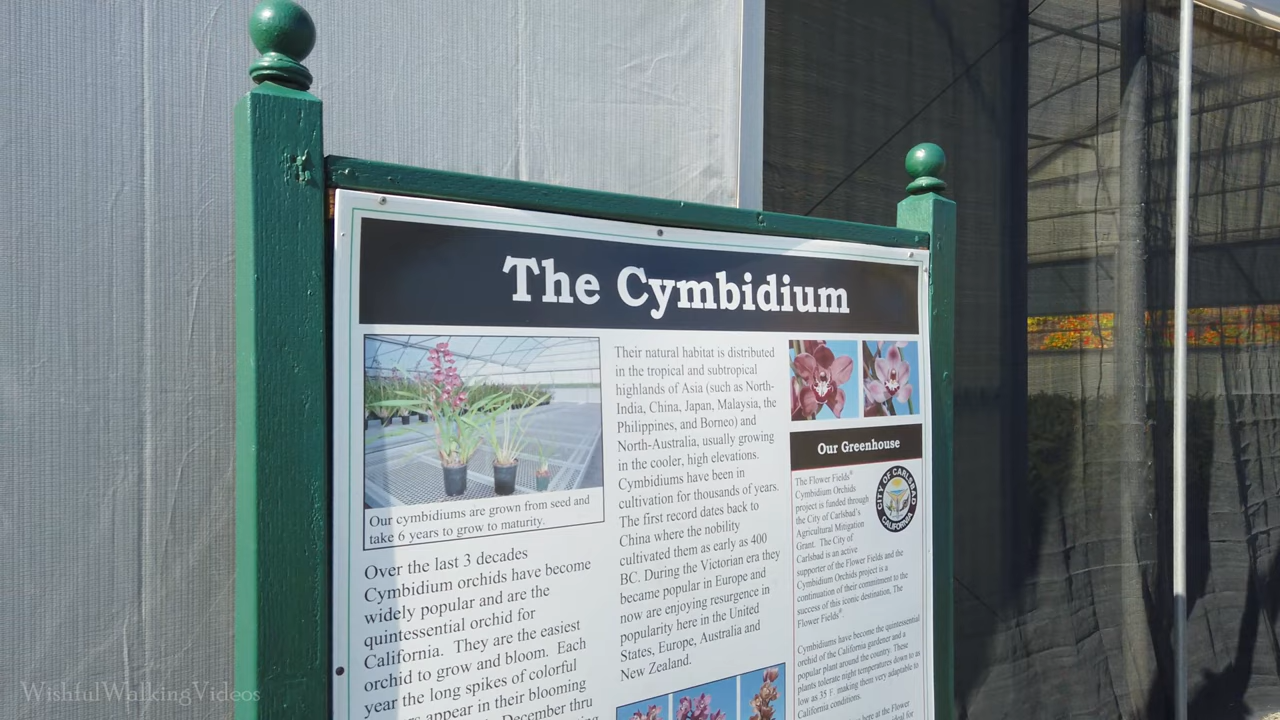 The Cymbidium
Our cymbidiums are grown from seed and
take 6 years to grow to maturity.
Over the last 3 decades
Cymbidium orchids have become
widely popular and are the
quintessential orchid for
California. They are the easiest
orchid to grow and bloom. Each
year the long spikes of colorful
appear in their blooming
December thru
Their natural habitat is distributed
in the tropical and subtropical
highlands of Asia (such as North-
India, China, Japan, Malaysia, the
Philippines, and Borneo) and
North-Australia, usually growing
in the cooler, high elevations.
Cymbidiums have been in
cultivation for thousands of years.
The first record dates back to
China where the nobility
cultivated them as early as 400
BC. During the Victorian era they
became popular in Europe and
now are enjoying resurgence in
popularity here in the United
States, Europe, Australia and
New Zealand.
Our Greenhouse
The Flower Fields®
Cymbidium Orchids
project is funded through
the City of Carlsbad's
Agricultural Mitigation
Grant. The City of
Carlsbad is an active
supporter of the Flower Fields and the
Cymbidium Orchids project is a
continuation of their commitment to the
success of this iconic destination, The
Flower Fields®.
CITY OF CARLSBAD
CALIFORNIA
Cymbidiums have become the quintessential
orchid of the California gardener and a
popular plant around the country. These
plants tolerate night temperatures down to as
low as 35 F. making them very adaptable to
California conditions.
here at the Flower
for
WishfulWalkingVideos